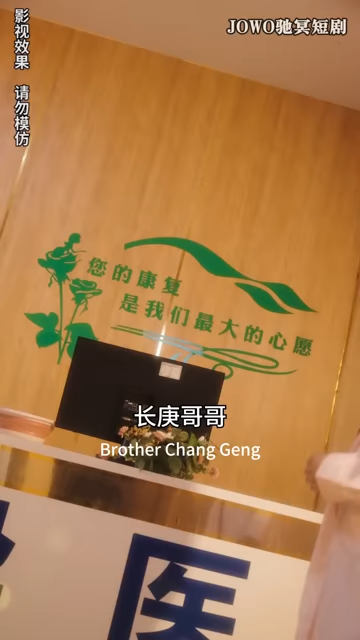 JOWO驰冥短剧
影视效果 请勿模仿
您的康复
是我们最大的心愿
长庚哥哥
Brother Chang Geng
医